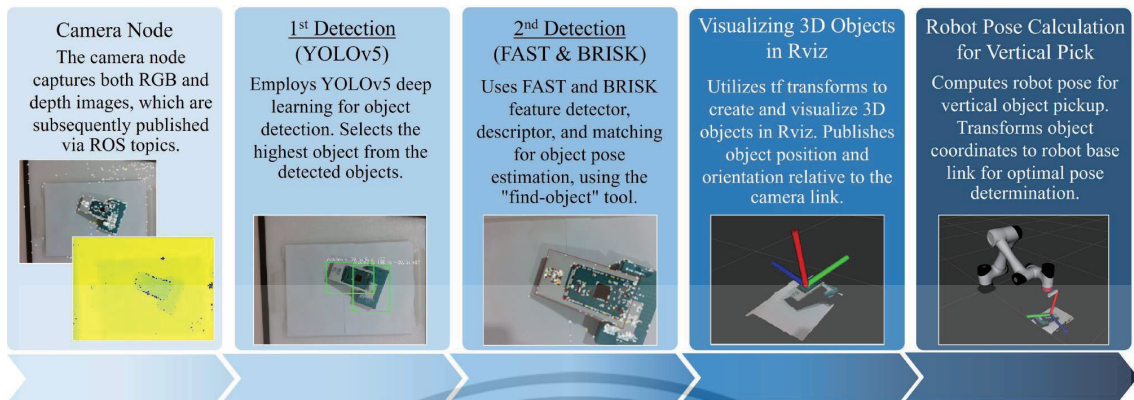 Camera Node
The camera node
captures both RGB and
depth images, which are
subsequently published
via ROS topics.
1st Detection
(YOLOv5)
Employs YOLOv5 deep
learning for object
detection. Selects the
highest object from the
detected objects.
2nd Detection
(FAST & BRISK)
Uses FAST and BRISK
feature detector,
descriptor, and matching
for object pose
estimation, using the
"find-object" tool.
Visualizing 3D Objects
in Rviz
Utilizes tf transforms to
create and visualize 3D
objects in Rviz. Publishes
object position and
orientation relative to the
camera link.
Robot Pose Calculation
for Vertical Pick
Computes robot pose for
vertical object pickup.
Transforms object
coordinates to robot base
link for optimal pose
determination.